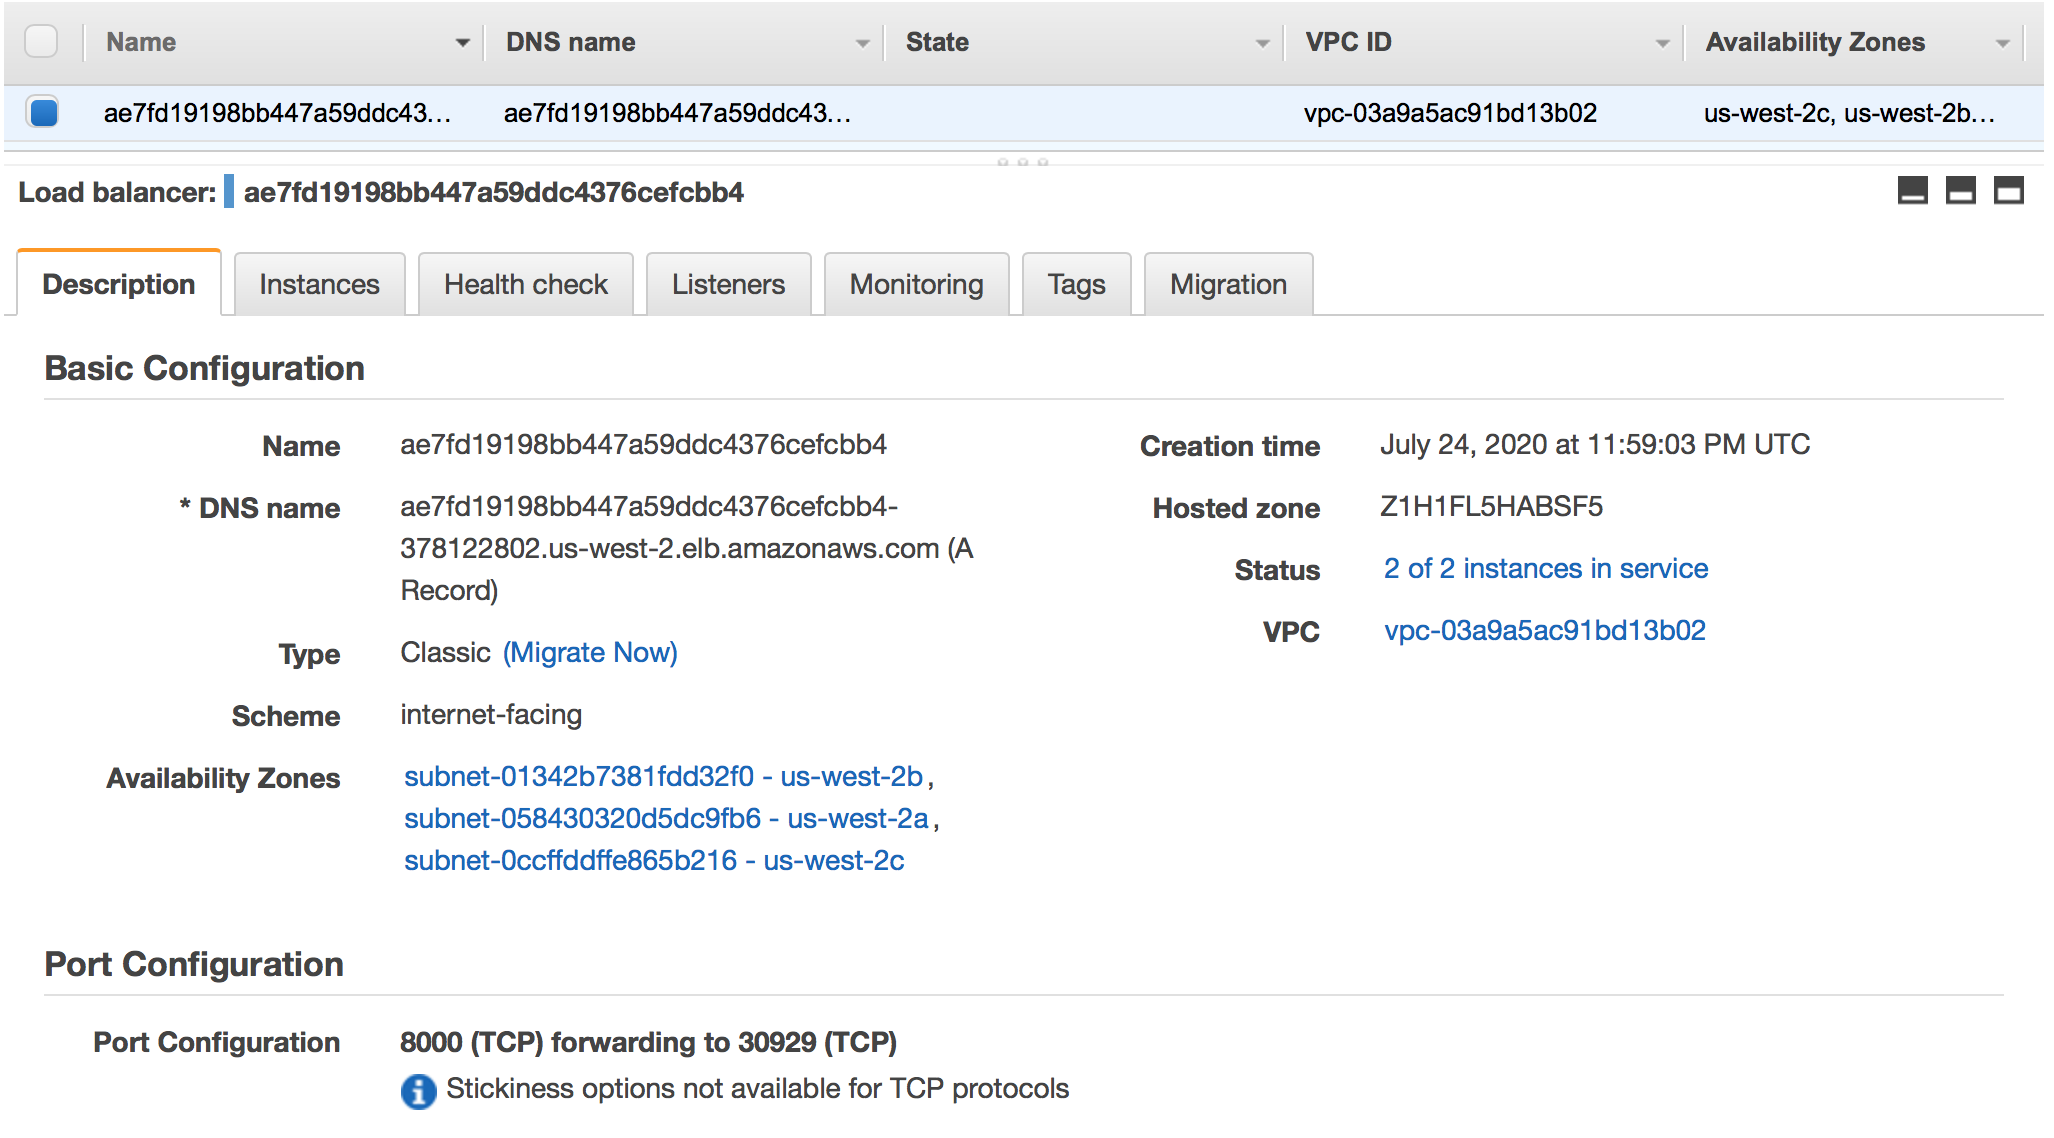 Name DNS name State VPC ID Availability Zones
ae7fd19198bb447a59ddc43... ae7fd19198bb447a59ddc43... vpc-03a9a5ac91bd13b02 us-west-2c, us-west-2b...
Load balancer: ae7fd19198bb447a59ddc4376cefcbb4
Description Instances Health check Listeners Monitoring Tags Migration
Basic Configuration
Name ae7fd19198bb447a59ddc4376cefcbb4
* DNS name ae7fd19198bb447a59ddc4376cefcbb4-
378122802.us-west-2.elb.amazonaws.com (A
Record)
Type Classic (Migrate Now)
Scheme internet-facing
Availability Zones subnet-01342b7381fdd32f0 - us-west-2b,
subnet-058430320d5dc9fb6 - us-west-2a,
subnet-0ccffddffe865b216 - us-west-2c
Creation time July 24, 2020 at 11:59:03 PM UTC
Hosted zone Z1H1FL5HABSF5
Status 2 of 2 instances in service
VPC vpc-03a9a5ac91bd13b02
Port Configuration
Port Configuration 8000 (TCP) forwarding to 30929 (TCP)
Stickiness options not available for TCP protocols